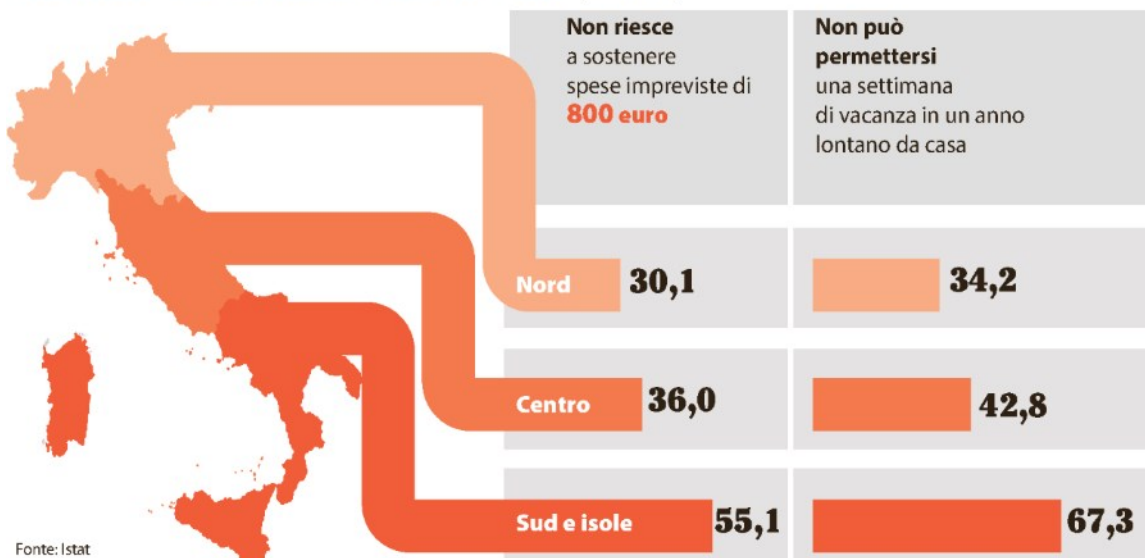 Non riesce
a sostenere
spese impreviste di
800 euro
Non può
permettersi
una settimana
di vacanza in un anno
lontano da casa
Nord 30,1 34,2
Centro 36,0 42,8
Sud e isole 55,1 67,3
Fonte: Istat